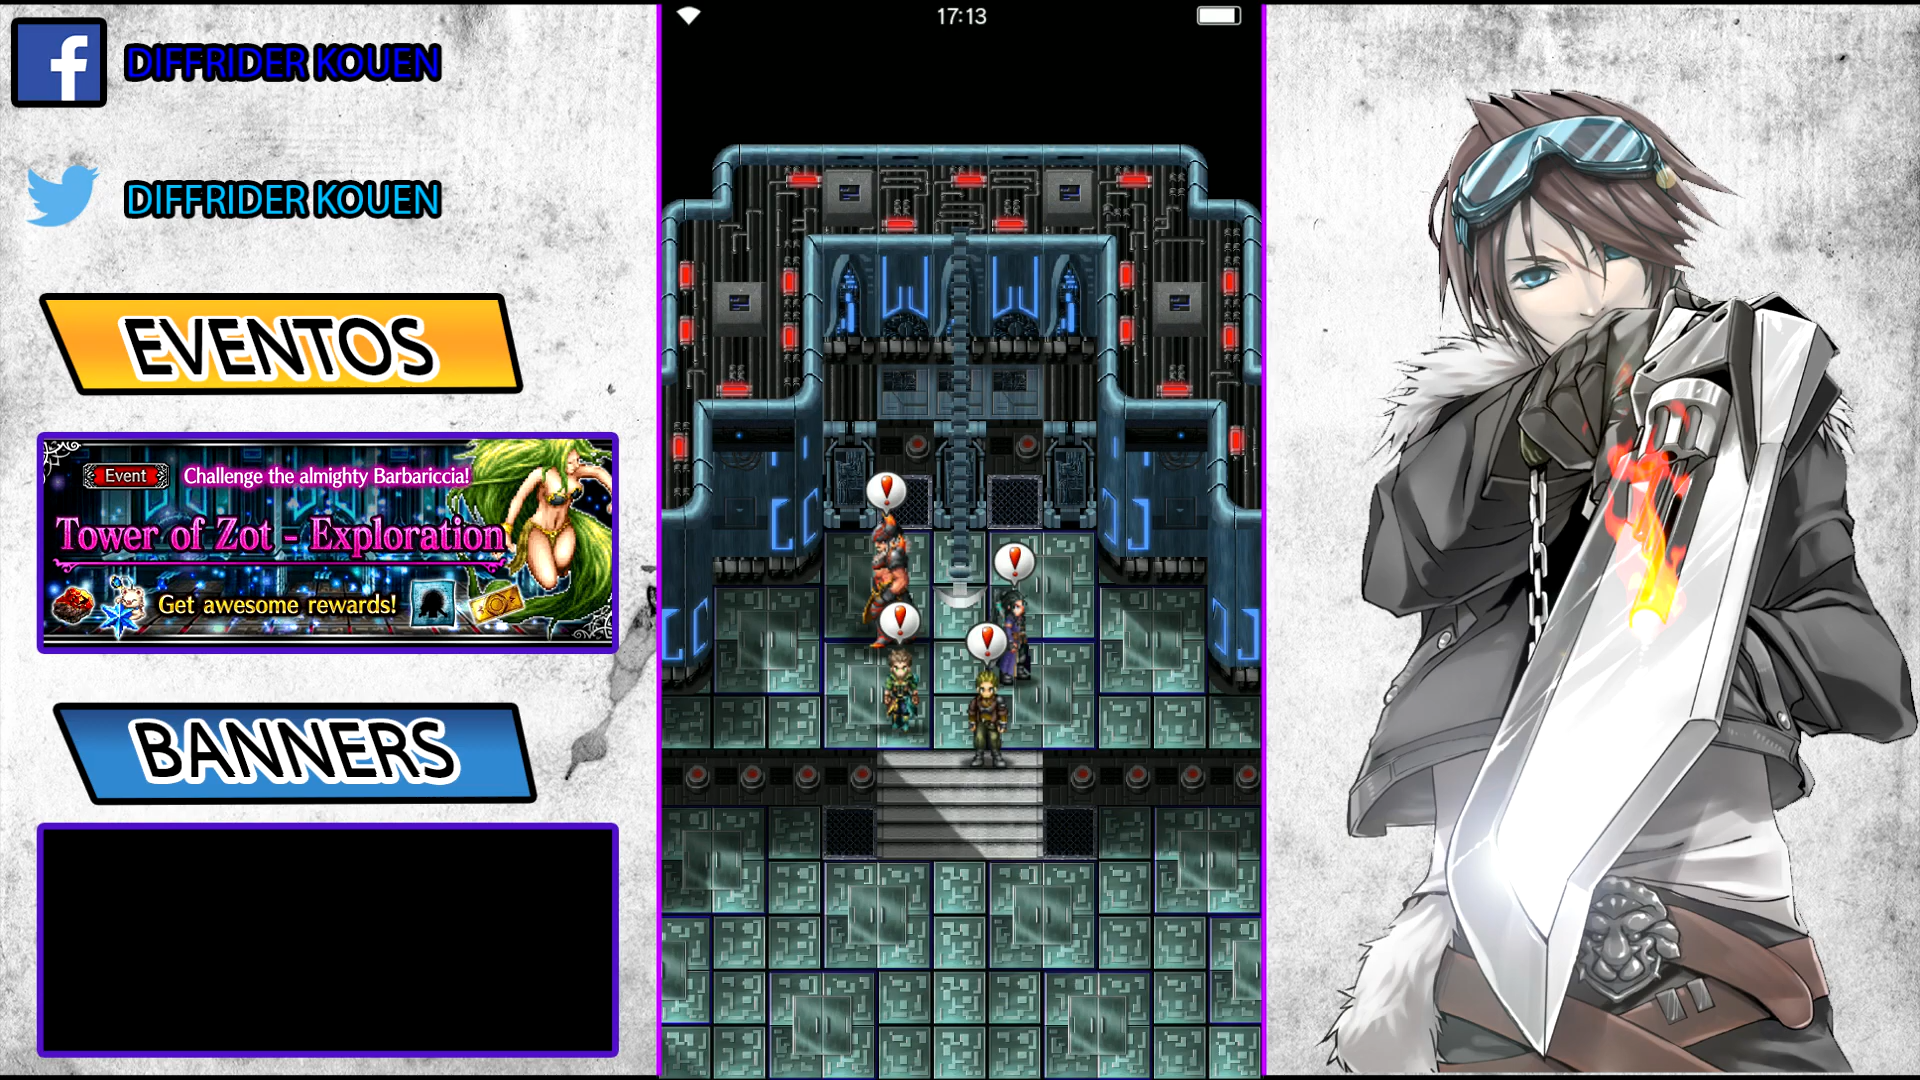 f
DIFFRIDER KOUEN
DIFFRIDER KOUEN
EVENTOS
Event
Challenge the almighty Barbariccia!
Tower of Zot - Exploration
Get awesome rewards!
BANNERS
17:13